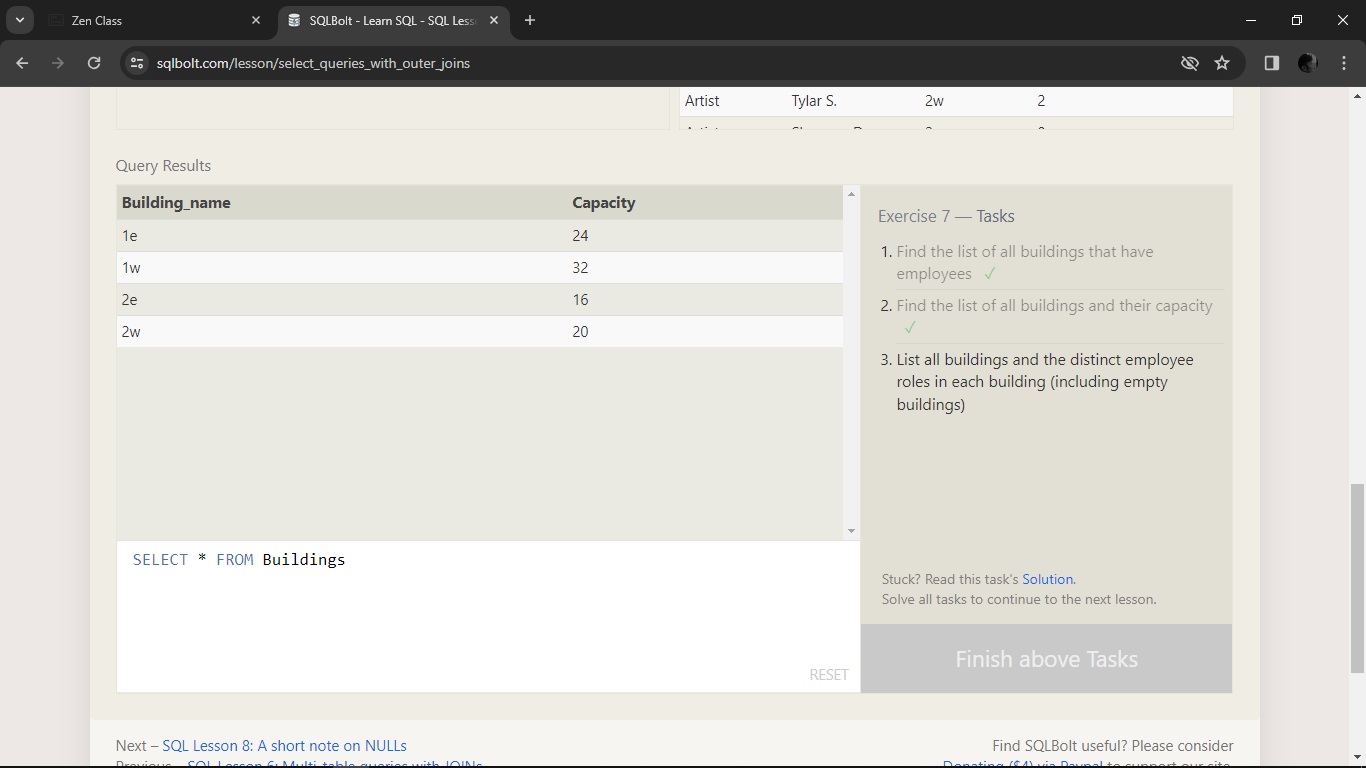 Zen Class
SQLBolt - Learn SQL - SQL Less
sqlbolt.com/lesson/select_queries_with_outer_joins
Artist Tylar S. 2w 2
Query Results
Building_name Capacity
1e 24
1w 32
2e 16
2w 20
Exercise 7 — Tasks
1. Find the list of all buildings that have
employees ✓
2. Find the list of all buildings and their capacity
✓
3. List all buildings and the distinct employee
roles in each building (including empty
buildings)
SELECT * FROM Buildings
RESET
Stuck? Read this task's Solution.
Solve all tasks to continue to the next lesson.
Finish above Tasks
Next – SQL Lesson 8: A short note on NULLs
Previous – SQL Lesson 6: Multi-table queries with JOINs
Find SQLBolt useful? Please consider
Donating ($4) via Paypal to support our site.